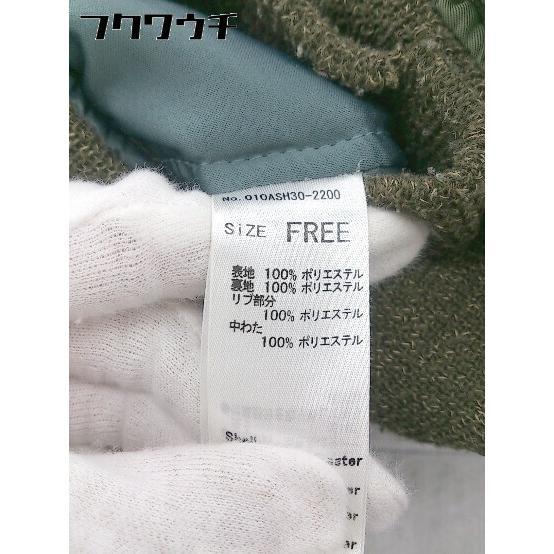 フクウウチ
No.010ASH30-2200
SiZE FREE
表地 100% ポリエステル
裏地 100% ポリエステル
リブ部分
100% ポリエステル
中わた
100% ポリエステル